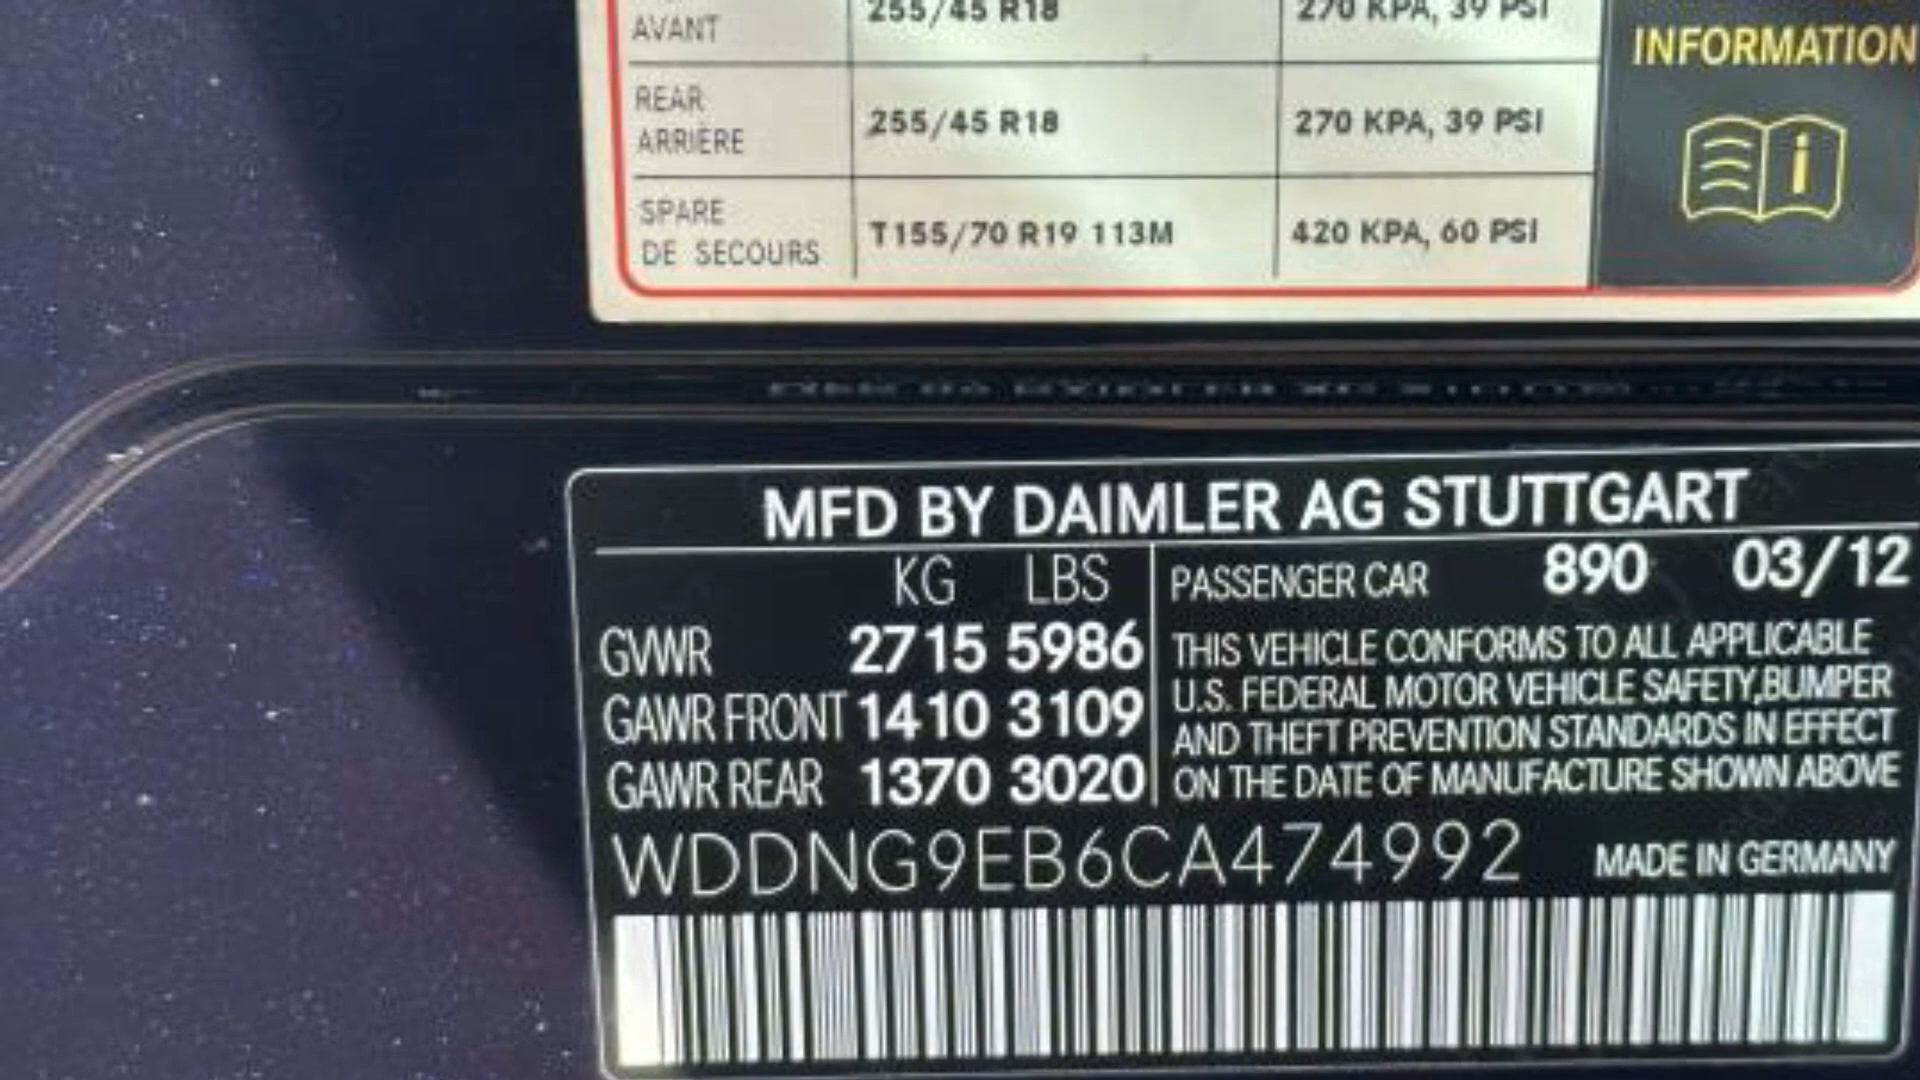 AVANT 255/45 R18 270 KPA, 39 PSI
INFORMATION
REAR
ARRIÈRE 255/45 R18 270 KPA, 39 PSI
SPARE
DE SECOURS T155/70 R19 113M 420 KPA, 60 PSI
MFD BY DAIMLER AG STUTTGART
KG LBS
GVWR 2715 5986
GAWR FRONT 1410 3109
GAWR REAR 1370 3020
PASSENGER CAR 890 03/12
THIS VEHICLE CONFORMS TO ALL APPLICABLE
U.S. FEDERAL MOTOR VEHICLE SAFETY,BUMPER
AND THEFT PREVENTION STANDARDS IN EFFECT
ON THE DATE OF MANUFACTURE SHOWN ABOVE
WDDNG9EB6CA474992 MADE IN GERMANY